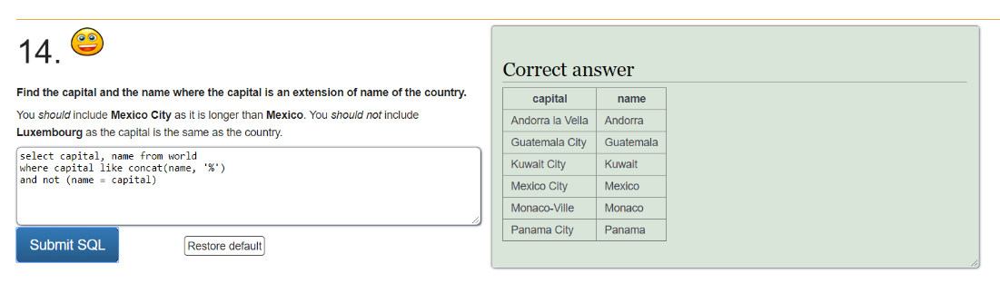 14.
Find the capital and the name where the capital is an extension of name of the country.
You should include Mexico City as it is longer than Mexico. You should not include
Luxembourg as the capital is the same as the country.
select capital, name from world
where capital like concat(name, '%')
and not (name = capital)
Submit SQL
Restore default
Correct answer
capital name
Andorra la Vella Andorra
Guatemala City Guatemala
Kuwait City Kuwait
Mexico City Mexico
Monaco-Ville Monaco
Panama City Panama